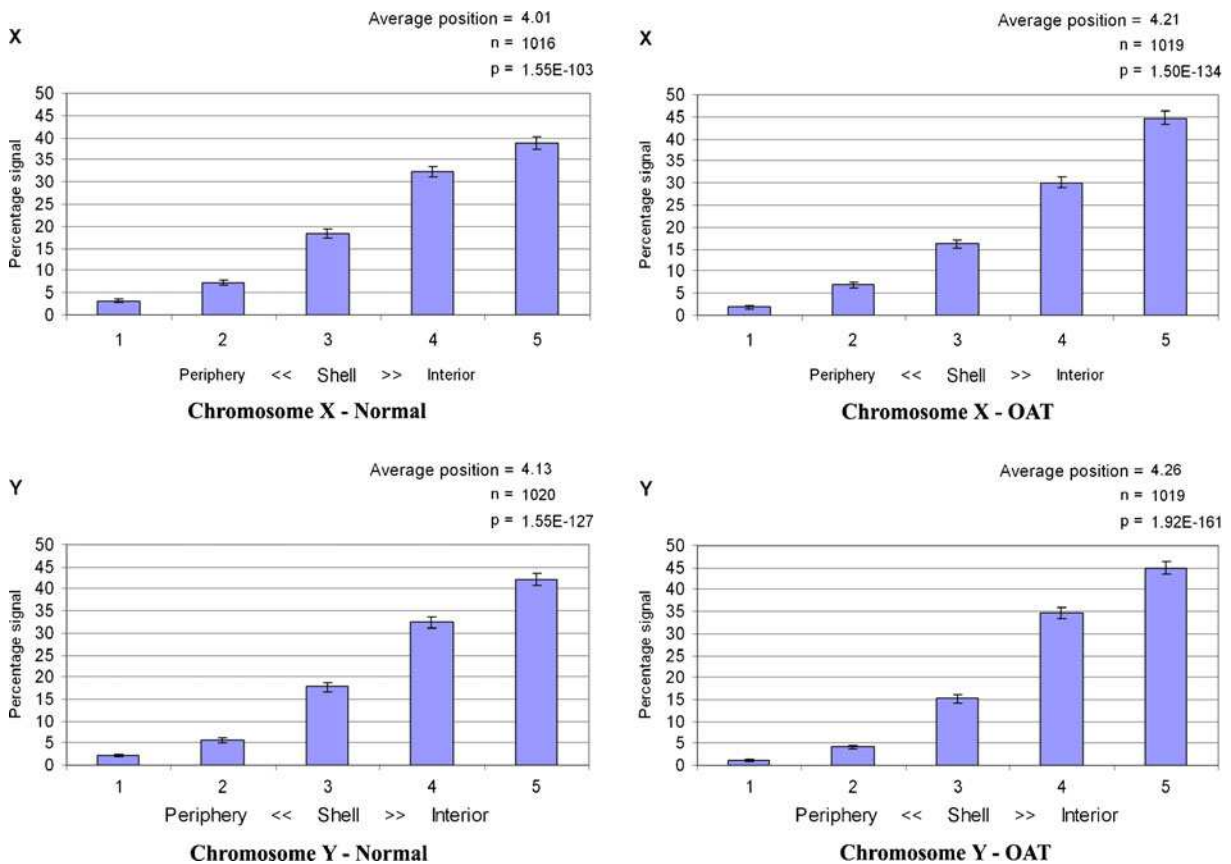 X
Average position = 4.01
n = 1016
p = 1.55E-103
Percentage signal
50
45
40
35
30
25
20
15
10
5
0
1 2 3 4 5
Periphery << Shell >> Interior
Chromosome X - Normal
X
Average position = 4.21
n = 1019
p = 1.50E-134
Percentage signal
50
45
40
35
30
25
20
15
10
5
0
1 2 3 4 5
Periphery << Shell >> Interior
Chromosome X - OAT
Y
Average position = 4.13
n = 1020
p = 1.55E-127
Percentage signal
50
45
40
35
30
25
20
15
10
5
0
1 2 3 4 5
Periphery << Shell >> Interior
Chromosome Y - Normal
Y
Average position = 4.26
n = 1019
p = 1.92E-161
Percentage signal
50
45
40
35
30
25
20
15
10
5
0
1 2 3 4 5
Periphery << Shell >> Interior
Chromosome Y - OAT